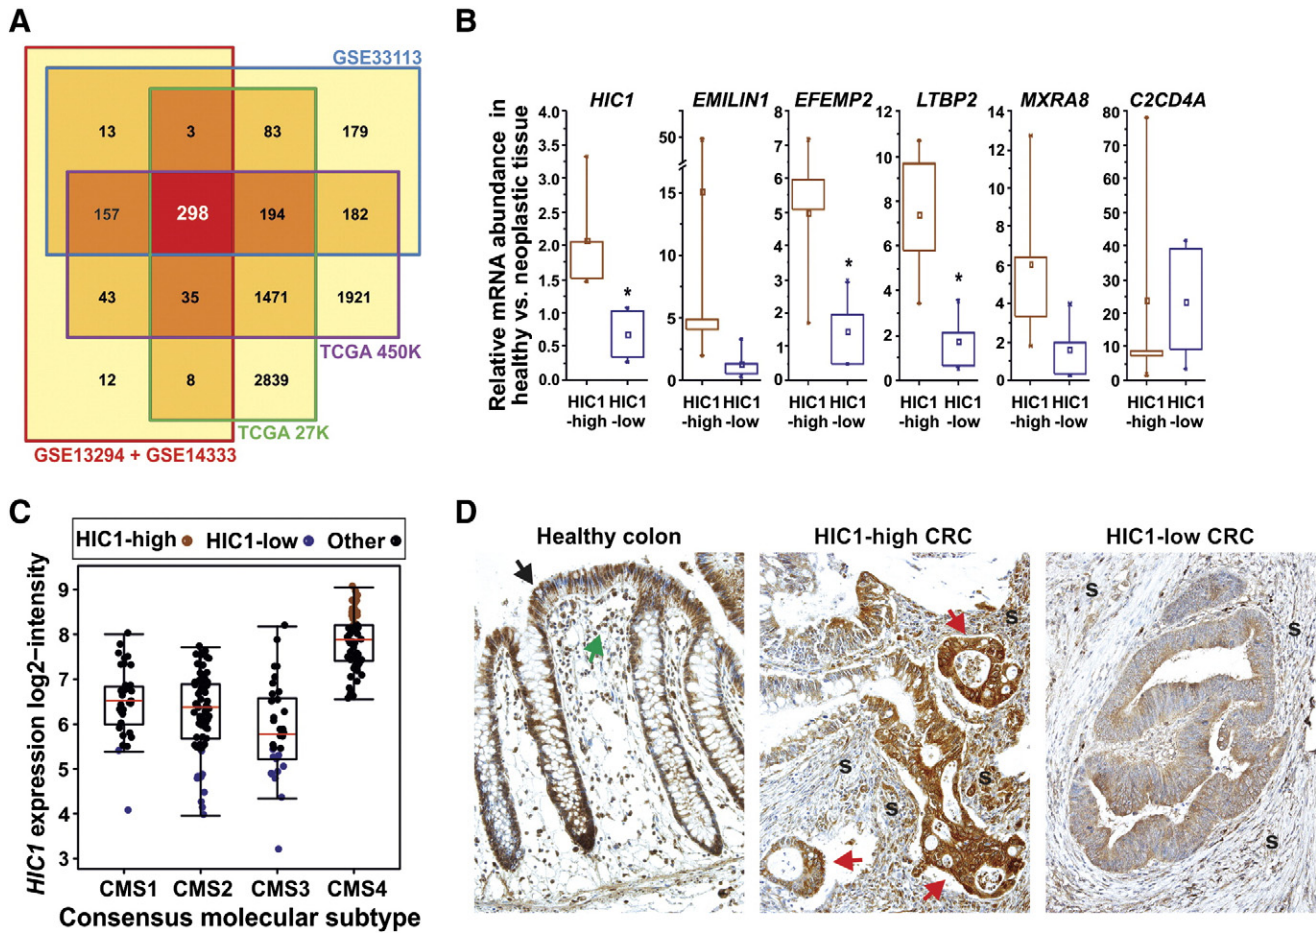 A
GSE33113
13 3 83 179
157 298 194 182
43 35 1471 1921
TCGA 450K
12 8 2839
TCGA 27K
GSE13294 + GSE14333
B
Relative mRNA abundance in
healthy vs. neoplastic tissue
HIC1
4.0
3.5
3.0
2.5
2.0
1.5
1.0
0.5
0.0
*
HIC1 HIC1
-high -low
EMILIN1
50
15
10
5
0
HIC1 HIC1
-high -low
EFEMP2
8
7
6
5
4
3
2
1
0
*
HIC1 HIC1
-high -low
LTBP2
12
10
8
6
4
2
0
*
HIC1 HIC1
-high -low
MXRA8
14
12
10
8
6
4
2
0
HIC1 HIC1
-high -low
C2CD4A
80
70
60
50
40
30
20
10
0
HIC1 HIC1
-high -low
C
HIC1-high HIC1-low Other
HIC1 expression log2–intensity
9
8
7
6
5
4
3
CMS1 CMS2 CMS3 CMS4
Consensus molecular subtype
D
Healthy colon
HIC1-high CRC
S
S
S
S
HIC1-low CRC
S
S
S